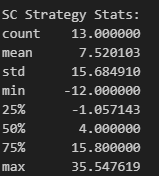 SC Strategy Stats:
count 13.000000
mean 7.520103
std 15.684910
min -12.000000
25% -1.057143
50% 4.000000
75% 15.800000
max 35.547619